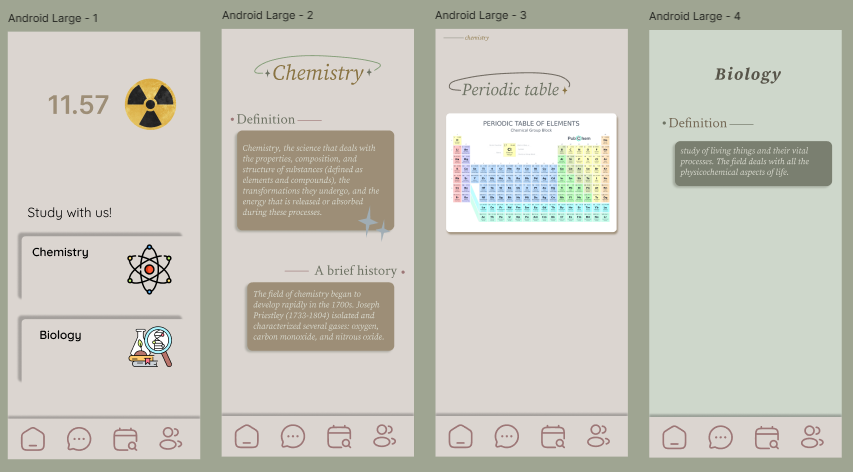 Android Large - 1
11.57
Study with us!
Chemistry
Biology
Android Large - 2
Chemistry
Definition
Chemistry, the science that deals with
the properties, composition, and
structure of substances (defined as
elements and compounds), the
transformations they undergo, and the
energy that is released or absorbed
during these processes.
A brief history
The field of chemistry began to
develop rapidly in the 1700s. Joseph
Priestley (1733-1804) isolated and
characterized several gases: oxygen,
carbon monoxide, and nitrous oxide.
Android Large - 3
chemistry
Periodic table
PERIODIC TABLE OF ELEMENTS
Chemical Group Block
PubChem
Android Large - 4
Biology
Definition
study of living things and their vital
processes. The field deals with all the
physicochemical aspects of life.